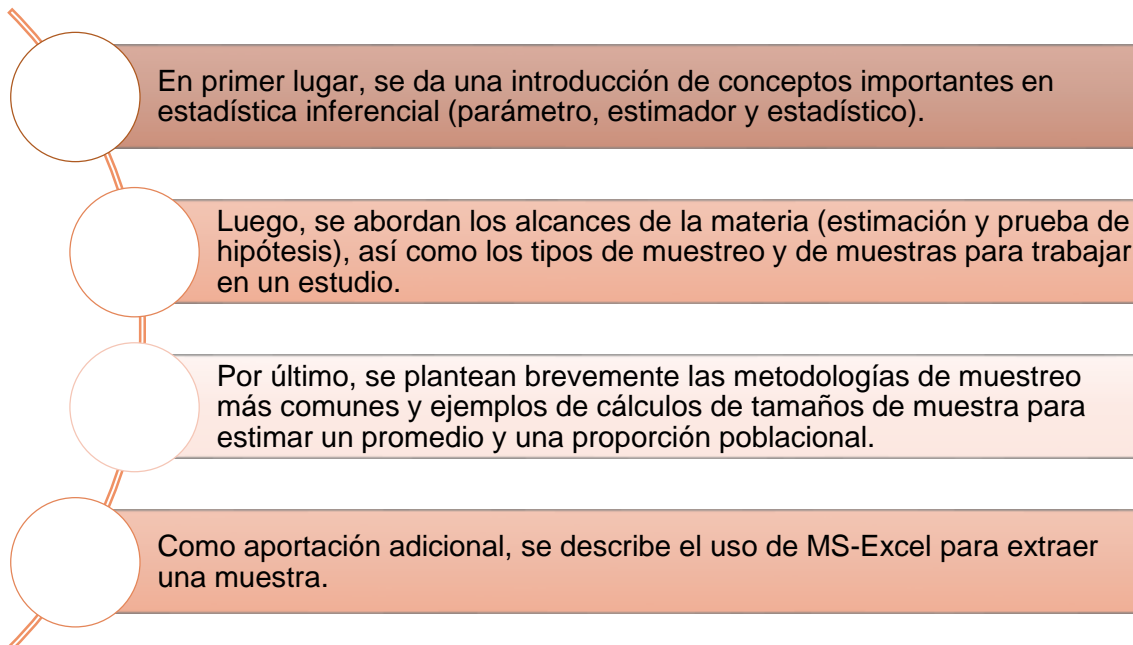 En primer lugar, se da una introducción de conceptos importantes en
estadística inferencial (parámetro, estimador y estadístico).
Luego, se abordan los alcances de la materia (estimación y prueba de
hipótesis), así como los tipos de muestreo y de muestras para trabajar
en un estudio.
Por último, se plantean brevemente las metodologías de muestreo
más comunes y ejemplos de cálculos de tamaños de muestra para
estimar un promedio y una proporción poblacional.
Como aportación adicional, se describe el uso de MS-Excel para extraer
una muestra.